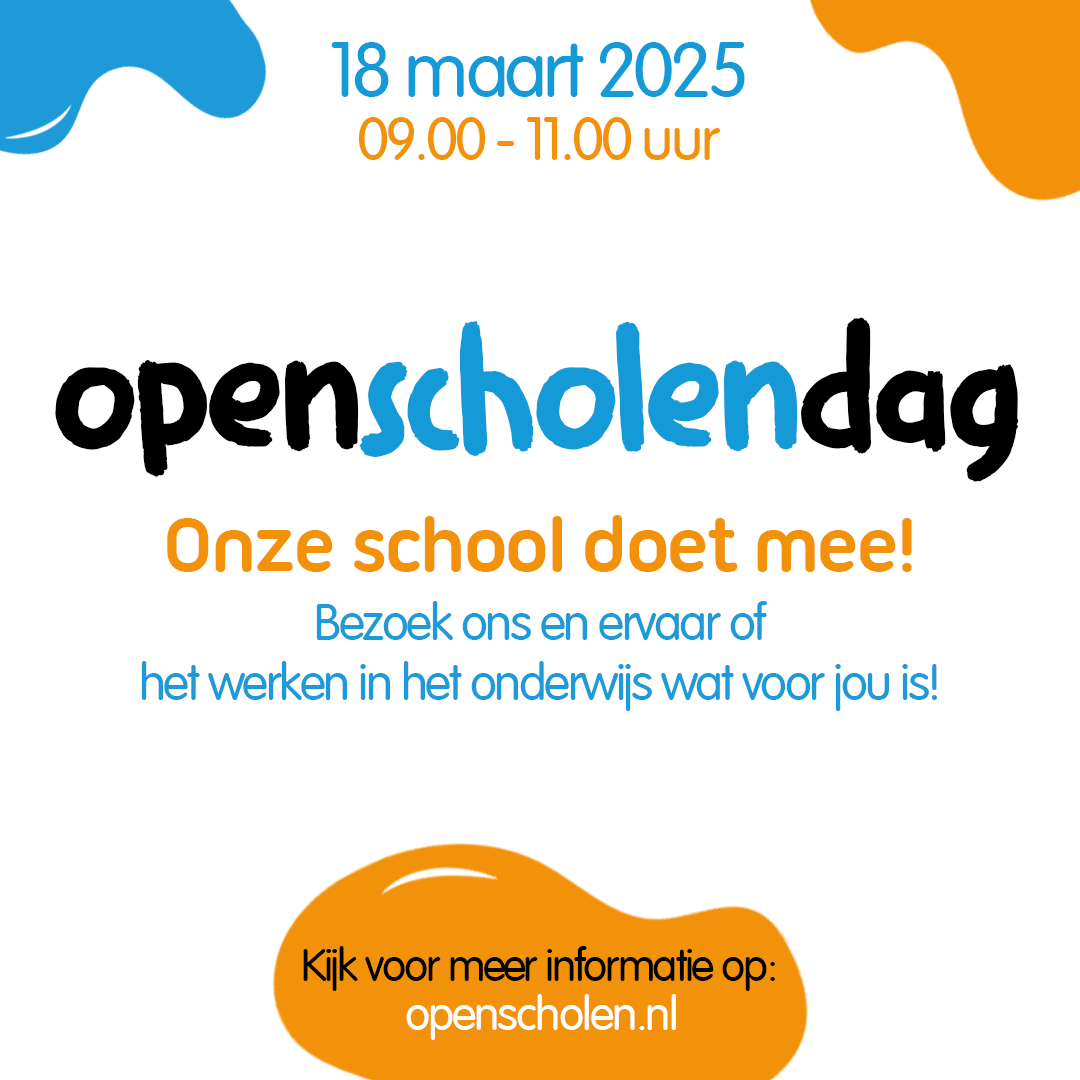 18 maart 2025
09.00 - 11.00 uur
openscholendag
Onze school doet mee!
Bezoek ons en ervaar of
het werken in het onderwijs wat voor jou is!
Kijk voor meer informatie op:
openscholen.nl